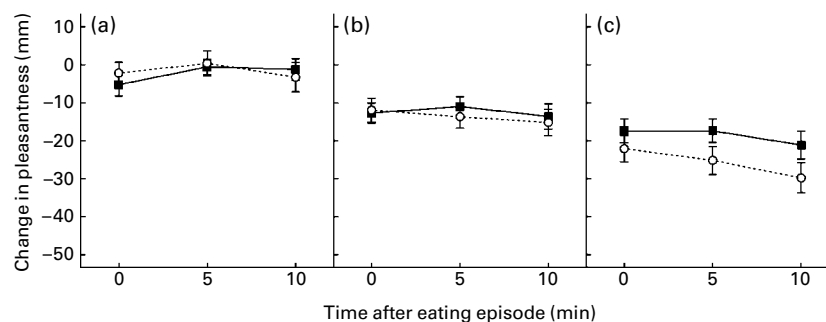 (a) (b) (c)
Change in pleasantness (mm)
10
0
−10
−20
−30
−40
−50
0 5 10 0 5 10 0 5 10
Time after eating episode (min)